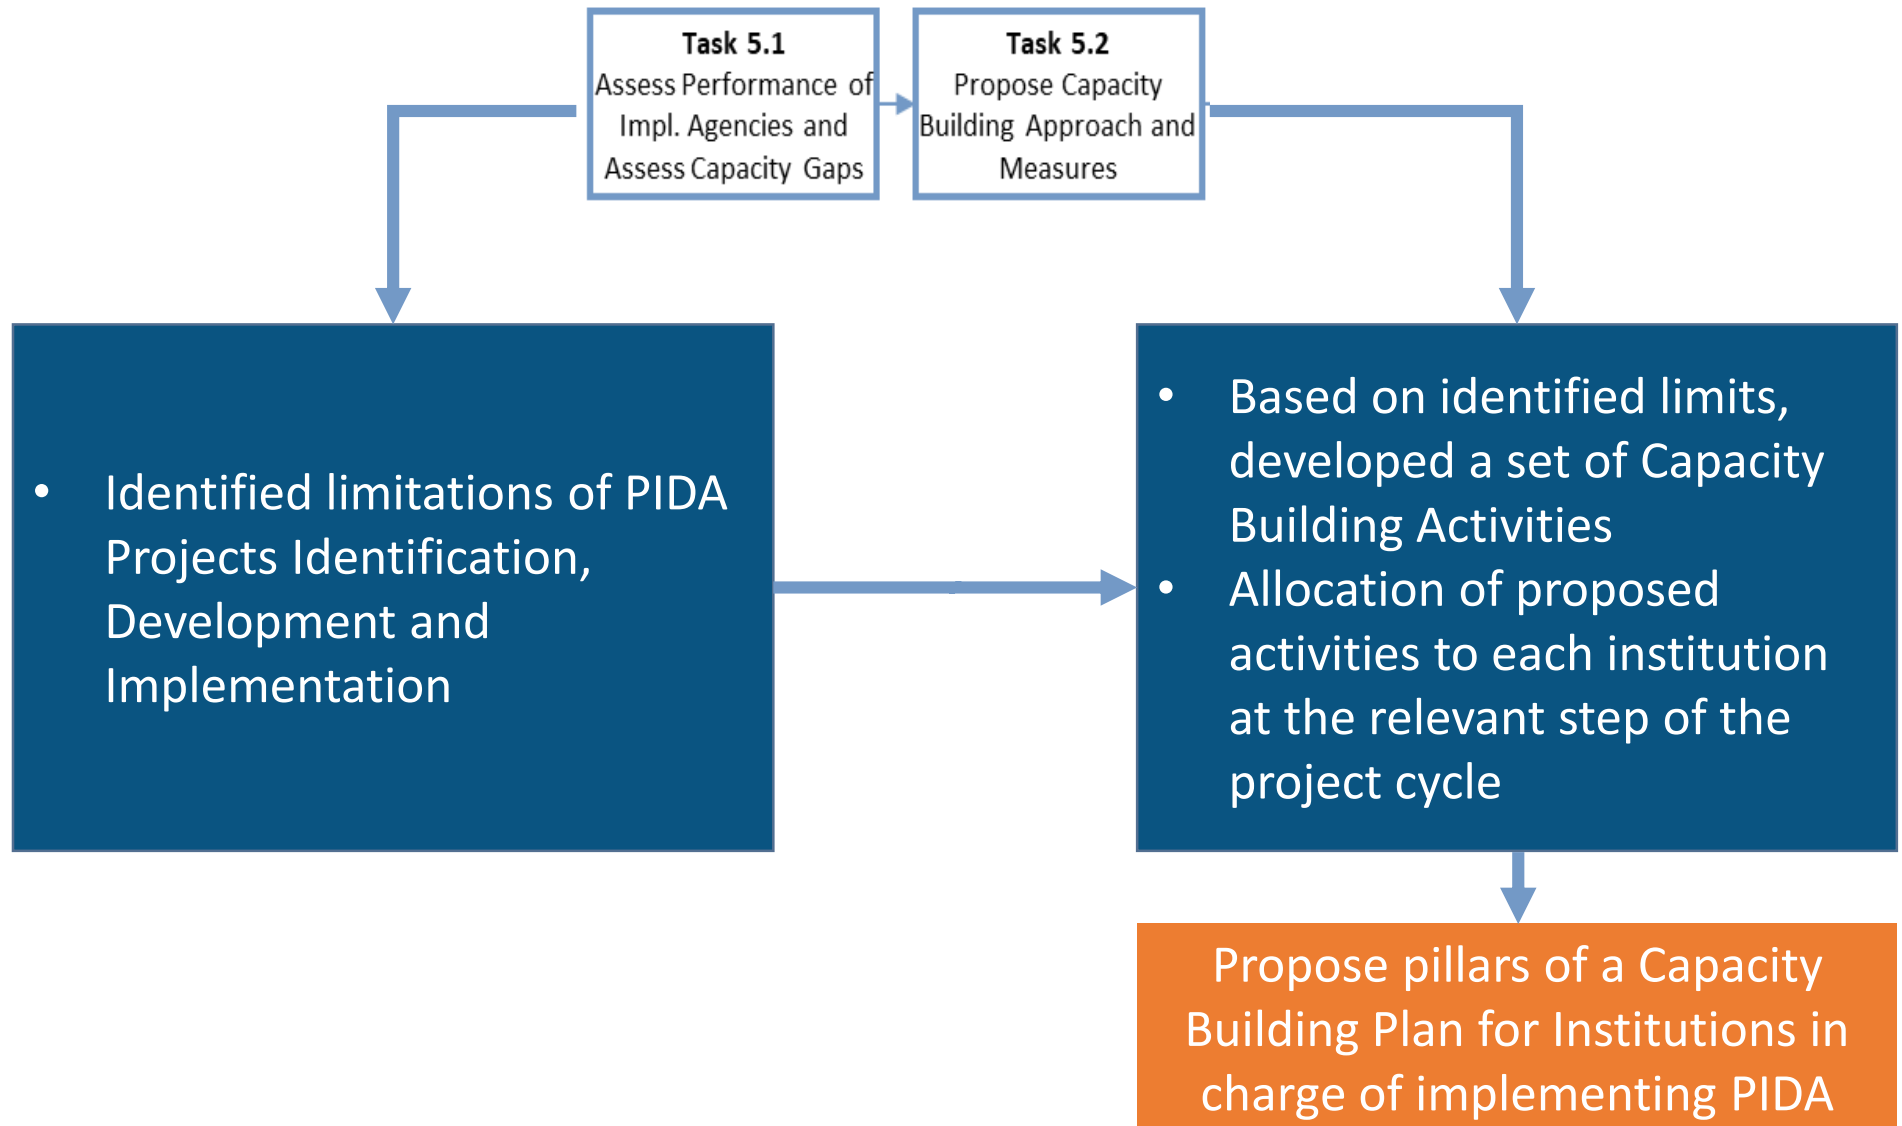 Task 5.1
Assess Performance of
Impl. Agencies and
Assess Capacity Gaps
Task 5.2
Propose Capacity
Building Approach and
Measures
• Identified limitations of PIDA
Projects Identification,
Development and
Implementation
• Based on identified limits,
developed a set of Capacity
Building Activities
• Allocation of proposed
activities to each institution
at the relevant step of the
project cycle
Propose pillars of a Capacity
Building Plan for Institutions in
charge of implementing PIDA